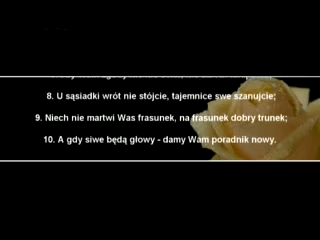 8. U sąsiadki wrót nie stójcie, tajemnice swe szanujcie;
9. Niech nie martwi Was frasunek, na frasunek dobry trunek;
10. A gdy siwe będą głowy - damy Wam poradnik nowy.